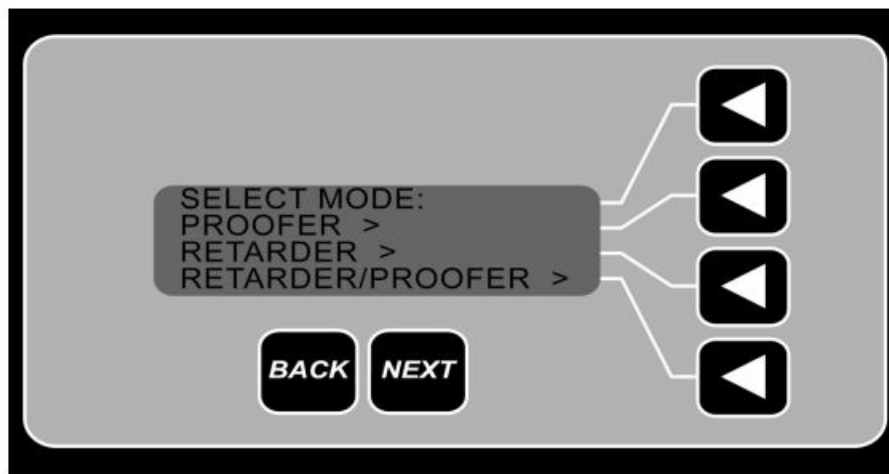 SELECT MODE:
PROOFER >
RETARDER >
RETARDER/PROOFER >
BACK NEXT